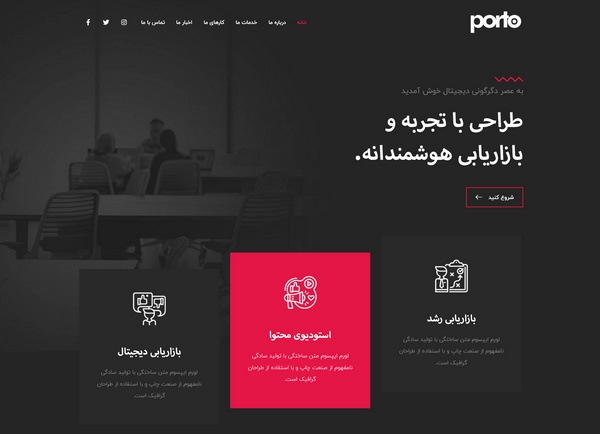 porto
خانه
درباره ما
خدمات ما
کارهای ما
اخبار ما
تماس با ما
به عصر دگرگونی دیجیتال خوش آمدید
طراحی با تجربه و
بازاریابی هوشمندانه.
شروع کنید
بازاریابی رشد
لورم ایپسوم متن ساختگی با تولید سادگی
نامفهوم از صنعت چاپ و با استفاده از طراحان
گرافیک است.
استودیوی محتوا
لورم ایپسوم متن ساختگی با تولید سادگی
نامفهوم از صنعت چاپ و با استفاده از طراحان
گرافیک است.
بازاریابی دیجیتال
لورم ایپسوم متن ساختگی با تولید سادگی
نامفهوم از صنعت چاپ و با استفاده از طراحان
گرافیک است.